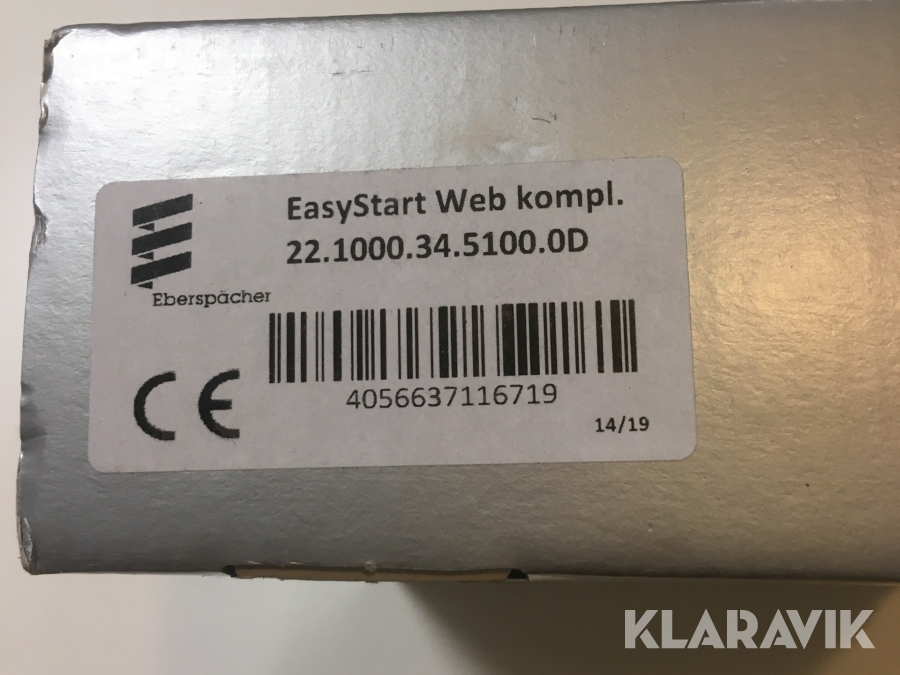 EasyStart Web kompl.
22.1000.34.5100.0D
Eberspächer
CE
4056637116719
14/19
KLARAVIK